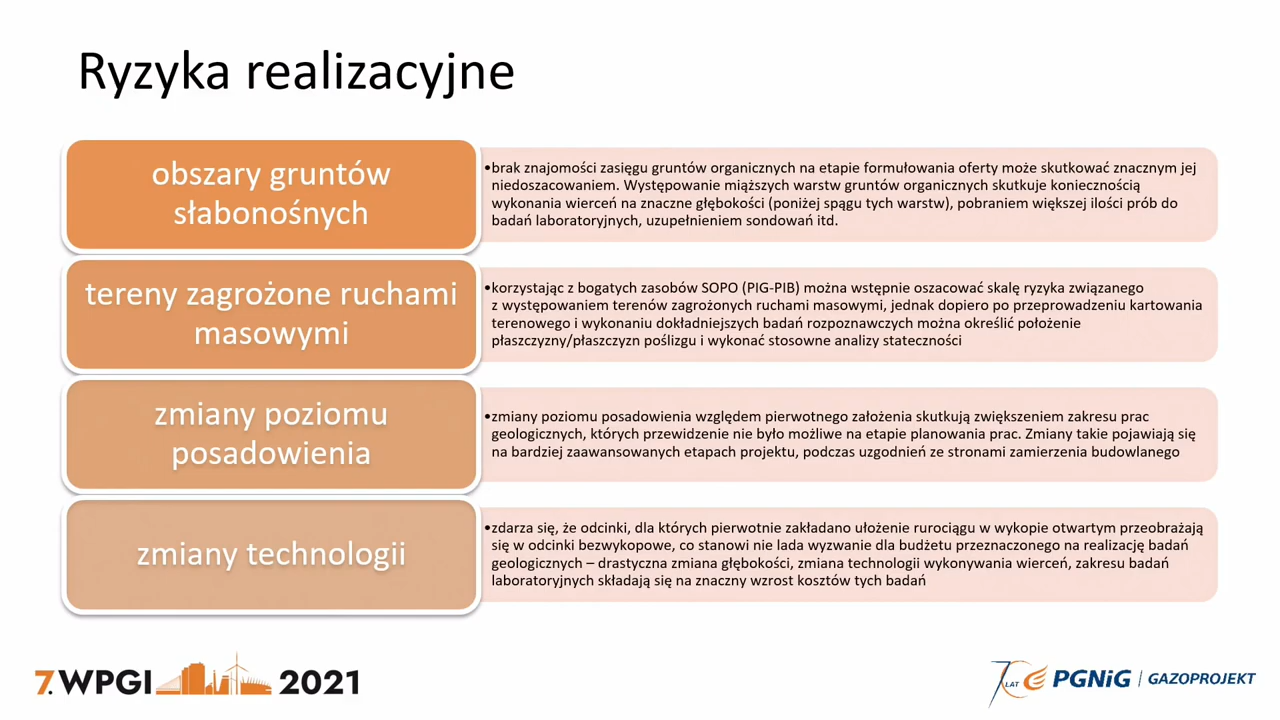 Ryzyka realizacyjne
obszary gruntów
słabonośnych
•brak znajomości zasięgu gruntów organicznych na etapie formułowania oferty może skutkować znacznym jej
niedoszacowaniem. Występowanie miąższych warstw gruntów organicznych skutkuje koniecznością
wykonania wierceń na znaczne głębokości (poniżej spągu tych warstw), pobraniem większej ilości prób do
badań laboratoryjnych, uzupełnieniem sondowań itd.
tereny zagrożone ruchami
masowymi
•korzystając z bogatych zasobów SOPO (PIG-PIB) można wstępnie oszacować skalę ryzyka związanego
z występowaniem terenów zagrożonych ruchami masowymi, jednak dopiero po przeprowadzeniu kartowania
terenowego i wykonaniu dokładniejszych badań rozpoznawczych można określić położenie
płaszczyzny/płaszczyzn poślizgu i wykonać stosowne analizy stateczności
zmiany poziomu
posadowienia
•zmiany poziomu posadowienia względem pierwotnego założenia skutkują zwiększeniem zakresu prac
geologicznych, których przewidzenie nie było możliwe na etapie planowania prac. Zmiany takie pojawiają się
na bardziej zaawansowanych etapach projektu, podczas uzgodnień ze stronami zamierzenia budowlanego
zmiany technologii
•zdarza się, że odcinki, dla których pierwotnie zakładano ułożenie rurociągu w wykopie otwartym przeobrażają
się w odcinki bezwykopowe, co stanowi nie lada wyzwanie dla budżetu przeznaczonego na realizację badań
geologicznych – drastyczna zmiana głębokości, zmiana technologii wykonywania wierceń, zakresu badań
laboratoryjnych składają się na znaczny wzrost kosztów tych badań
7. WPGI 2021
70 LAT PGNiG | GAZOPROJEKT